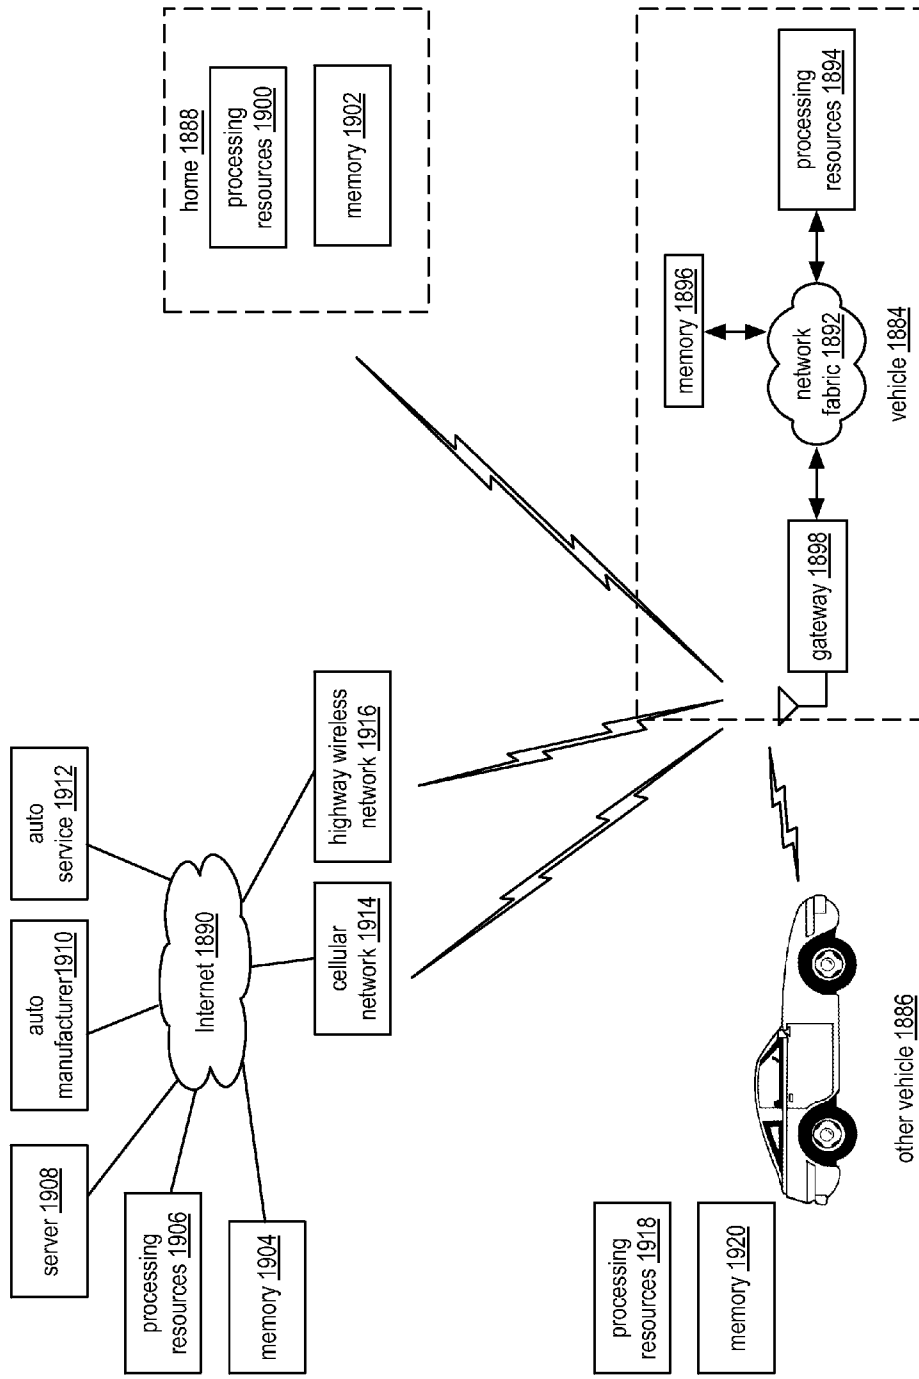 server 1908
auto
manufacturer1910
auto
service 1912
processing
resources 1906
memory 1904
Internet 1890
cellular
network 1914
highway wireless
network 1916
home 1888
processing
resources 1900
memory 1902
processing
resources 1918
memory 1920
other vehicle 1886
gateway 1898
memory 1896
network
fabric 1892
processing
resources 1894
vehicle 1884